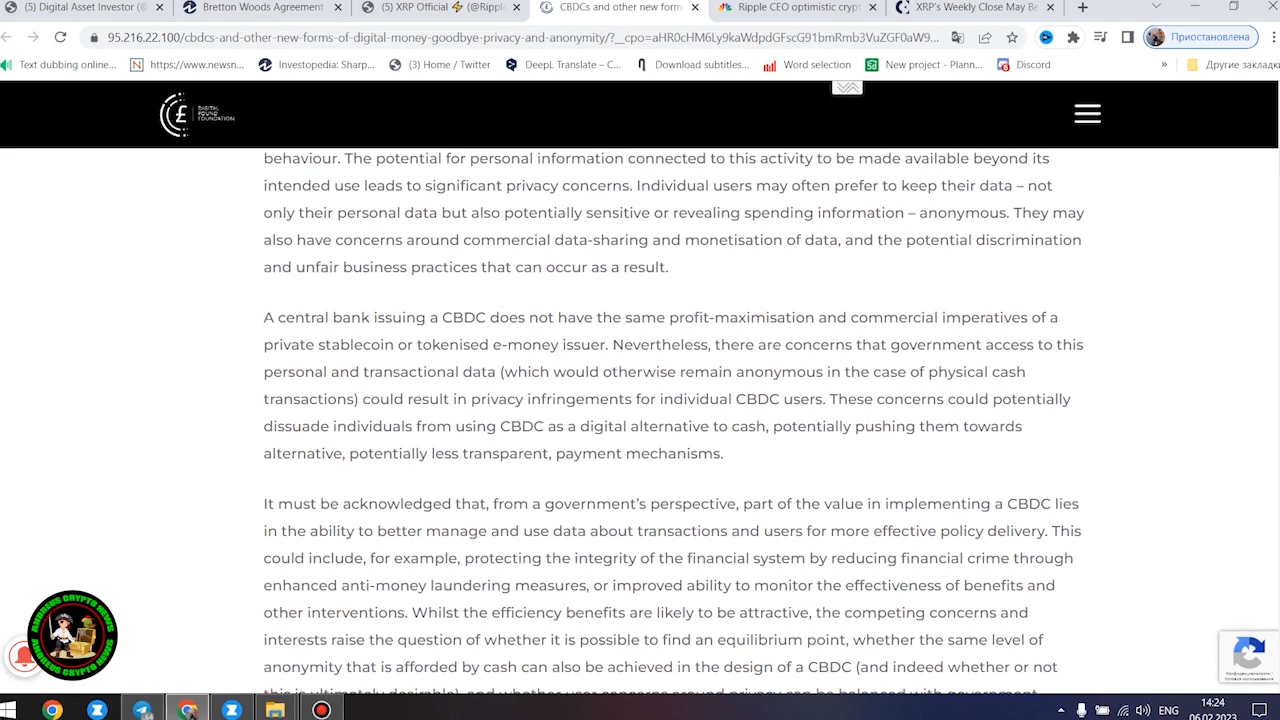 (5) Digital Asset Investor (@
Bretton Woods Agreement
(5) XRP Official ⚡ (@Ripple
CBDCs and other new form
Ripple CEO optimistic crypt
XRP's Weekly Close May Be
95.216.22.100/cbdcs-and-other-new-forms-of-digital-money-goodbye-privacy-and-anonymity/?__cpo=aHR0cHM6Ly9kaWdpdGFscG91bmRmb3VuZGF0aW9...
Приостановлена
Text dubbing online...
https://www.newsn...
Investopedia: Sharp...
(3) Home / Twitter
DeepL Translate – C...
Download subtitles...
Word selection
New project - Plann...
Discord
»
Другие закладки
DIGITAL
POUND
FOUNDATION
behaviour. The potential for personal information connected to this activity to be made available beyond its
intended use leads to significant privacy concerns. Individual users may often prefer to keep their data – not
only their personal data but also potentially sensitive or revealing spending information – anonymous. They may
also have concerns around commercial data-sharing and monetisation of data, and the potential discrimination
and unfair business practices that can occur as a result.
A central bank issuing a CBDC does not have the same profit-maximisation and commercial imperatives of a
private stablecoin or tokenised e-money issuer. Nevertheless, there are concerns that government access to this
personal and transactional data (which would otherwise remain anonymous in the case of physical cash
transactions) could result in privacy infringements for individual CBDC users. These concerns could potentially
dissuade individuals from using CBDC as a digital alternative to cash, potentially pushing them towards
alternative, potentially less transparent, payment mechanisms.
It must be acknowledged that, from a government's perspective, part of the value in implementing a CBDC lies
in the ability to better manage and use data about transactions and users for more effective policy delivery. This
could include, for example, protecting the integrity of the financial system by reducing financial crime through
enhanced anti-money laundering measures, or improved ability to monitor the effectiveness of benefits and
other interventions. Whilst the efficiency benefits are likely to be attractive, the competing concerns and
interests raise the question of whether it is possible to find an equilibrium point, whether the same level of
anonymity that is afforded by cash can also be achieved in the design of a CBDC (and indeed whether or not
ANDREUS CRYPTO NEWS
ANDREUS CRYPTO NEWS
Конфиденциальность -
Условия использования
ENG
14:24
06.02.2023